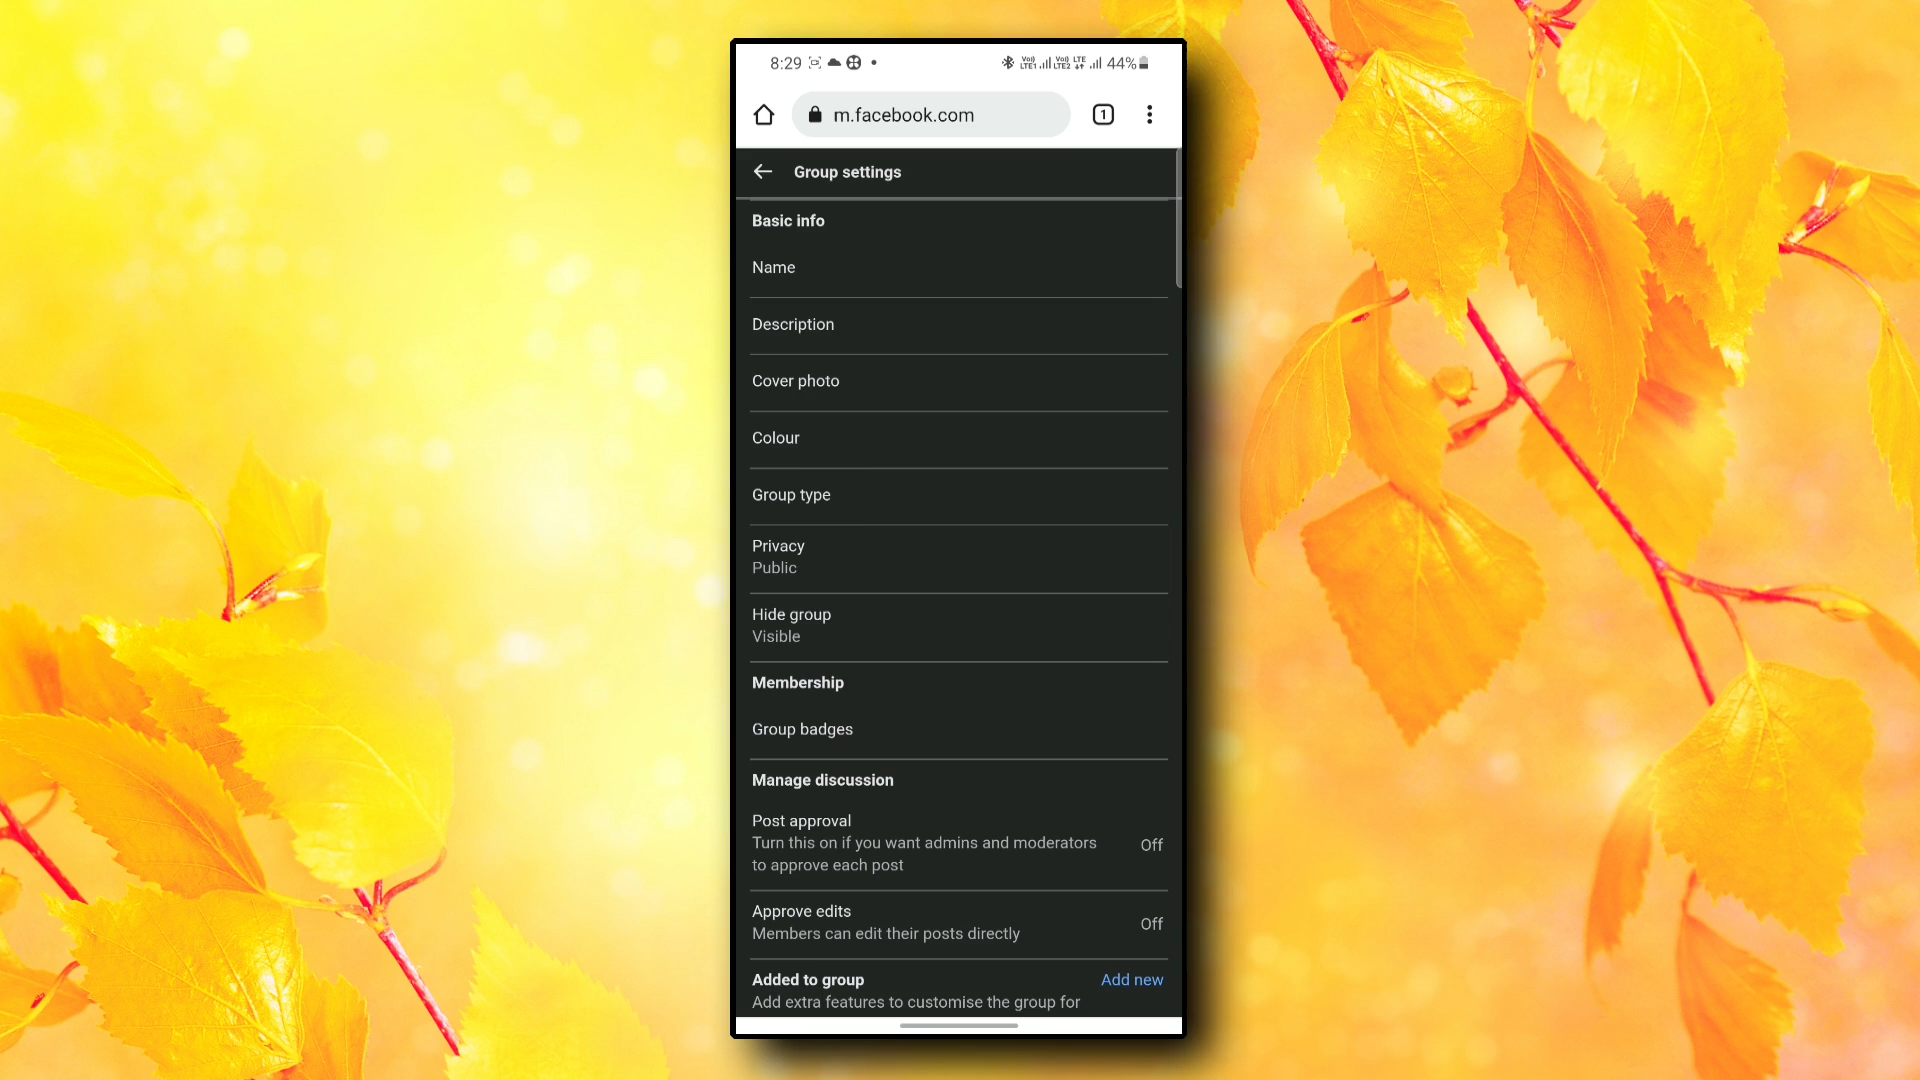 8:29 44%
m.facebook.com 1
Group settings
Basic info
Name
Description
Cover photo
Colour
Group type
Privacy
Public
Hide group
Visible
Membership
Group badges
Manage discussion
Post approval
Turn this on if you want admins and moderators
to approve each post
Off
Approve edits
Members can edit their posts directly
Off
Added to group Add new
Add extra features to customise the group for